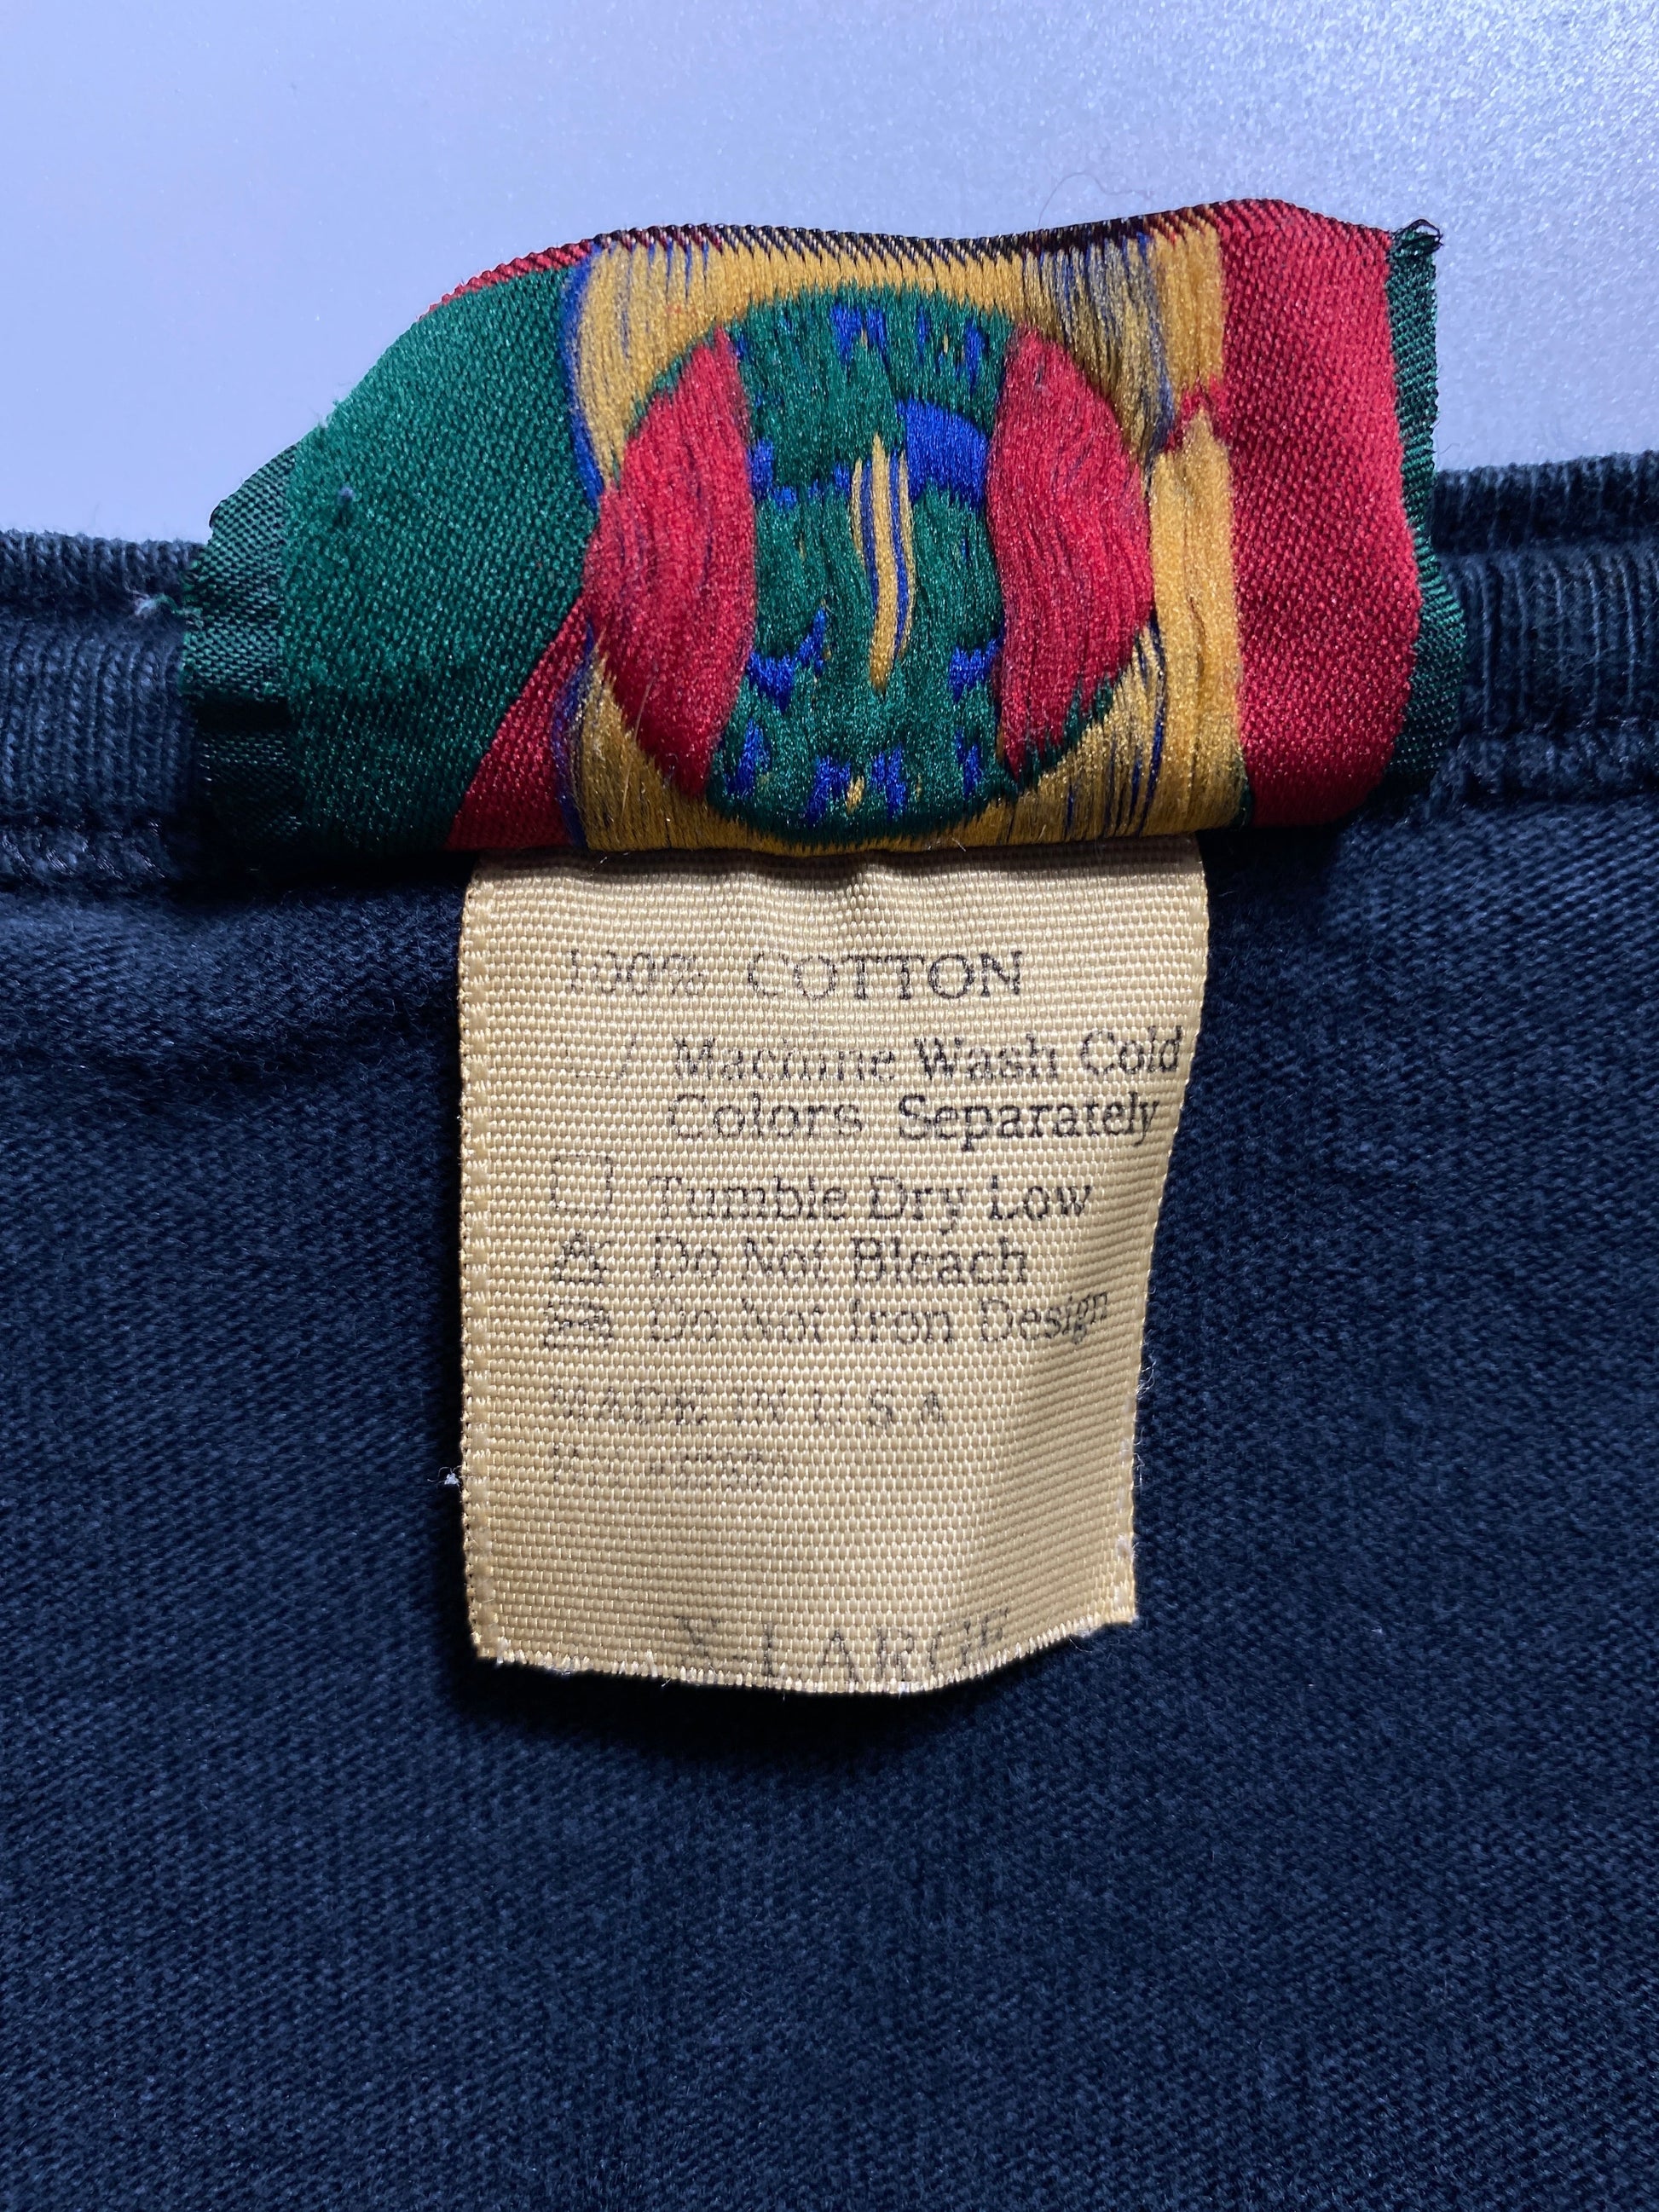 100% COTTON
Machine Wash Cold
Colors Separately
Tumble Dry Low
Do Not Bleach
Do Not Iron Design
MADE IN U.S.A
X-LARGE